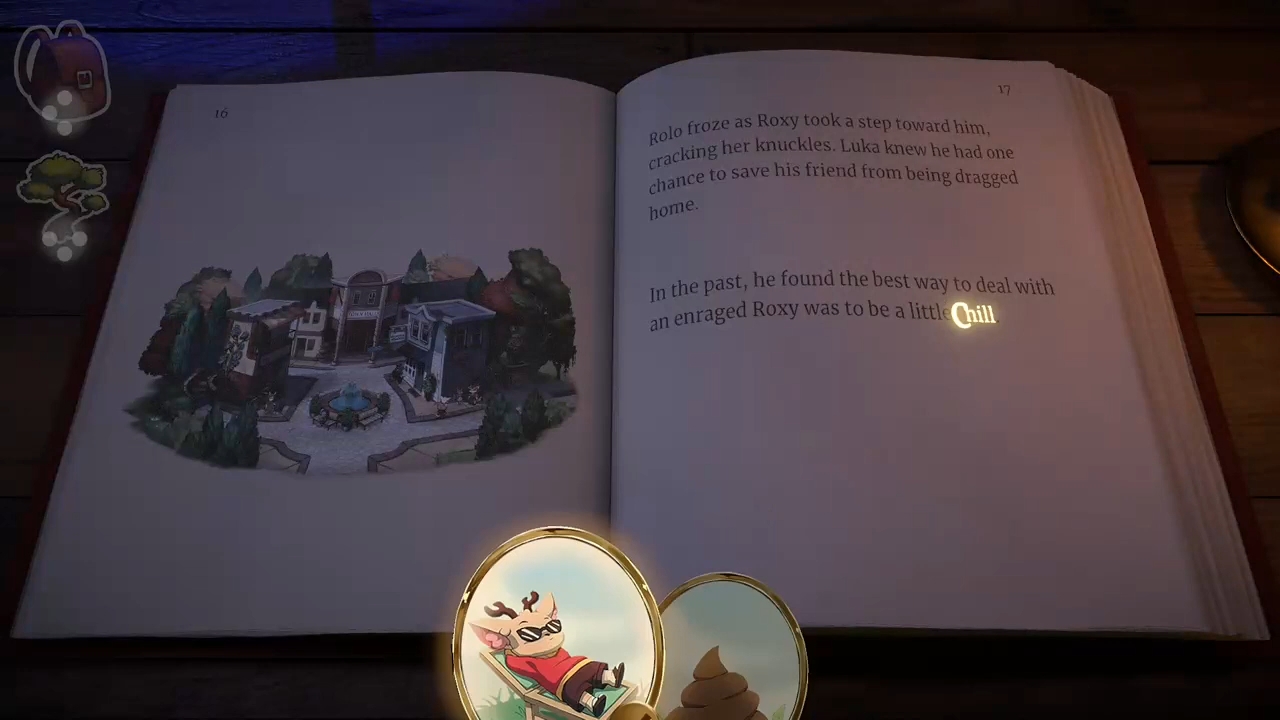 16
17
Rolo froze as Roxy took a step toward him,
cracking her knuckles. Luka knew he had one
chance to save his friend from being dragged
home.
In the past, he found the best way to deal with
an enraged Roxy was to be a little Chill